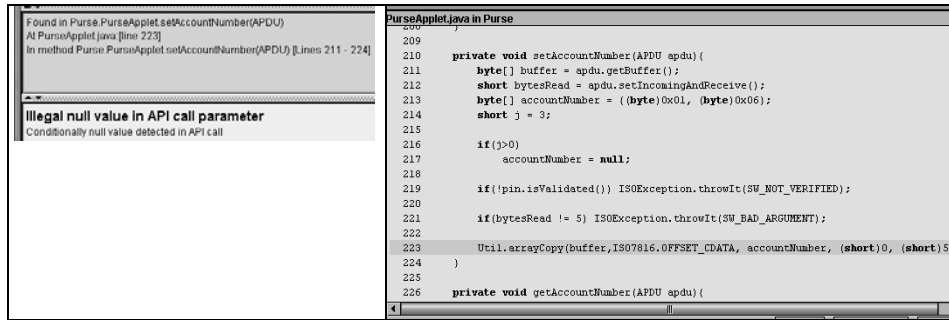 Found in Purse.PurseApplet.setAccountNumber(APDU)
At PurseApplet.java:[line 223]
In method Purse.PurseApplet.setAccountNumber(APDU) [Lines 211 - 224]
Illegal null value in API call parameter
Conditionally null value detected in API call
PurseApplet.java in Purse
208 }
209
210 private void setAccountNumber(APDU apdu){
211 byte[] buffer = apdu.getBuffer();
212 short bytesRead = apdu.setIncomingAndReceive();
213 byte[] accountNumber = {(byte)0x01, (byte)0x06};
214 short j = 3;
215
216 if(j>0)
217 accountNumber = null;
218
219 if(!pin.isValidated()) ISOException.throwIt(SW_NOT_VERIFIED);
220
221 if(bytesRead != 5) ISOException.throwIt(SW_BAD_ARGUMENT);
222
223 Util.arrayCopy(buffer,ISO7816.OFFSET_CDATA, accountNumber, (short)0, (short)5
224 }
225
226 private void getAccountNumber(APDU apdu){